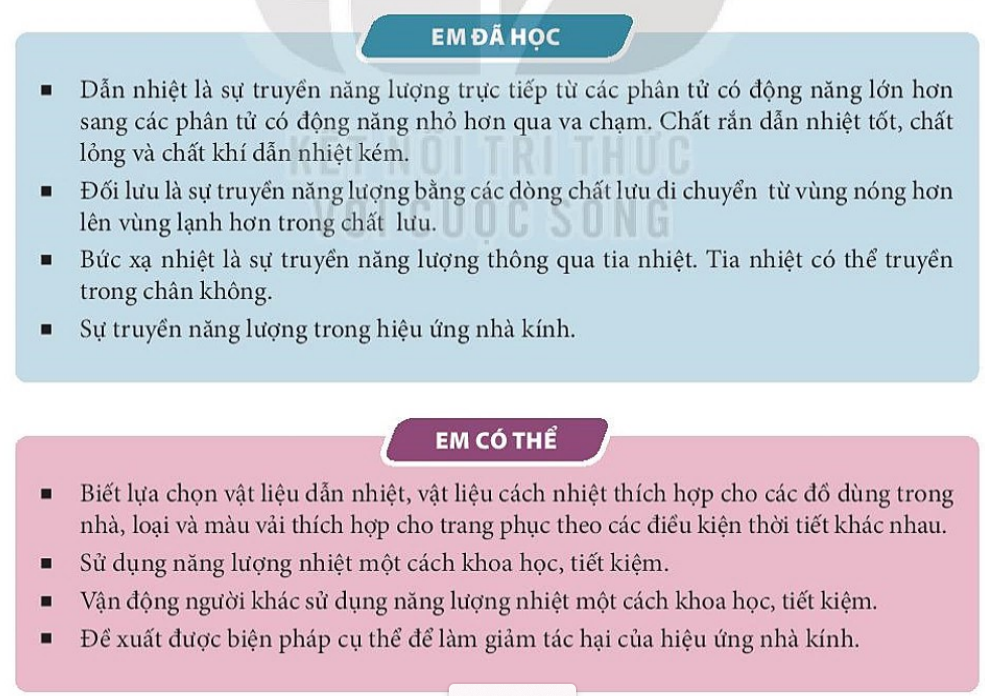 EM ĐÃ HỌC
▪ Dẫn nhiệt là sự truyền năng lượng trực tiếp từ các phân tử có động năng lớn hơn
sang các phân tử có động năng nhỏ hơn qua va chạm. Chất rắn dẫn nhiệt tốt, chất
lỏng và chất khí dẫn nhiệt kém.
KẾT NỐI TRI THỨC
▪ Đối lưu là sự truyền năng lượng bằng các dòng chất lưu di chuyển từ vùng nóng hơn
lên vùng lạnh hơn trong chất lưu.
VỚI CUỘC SỐNG
▪ Bức xạ nhiệt là sự truyền năng lượng thông qua tia nhiệt. Tia nhiệt có thể truyền
trong chân không.
▪ Sự truyền năng lượng trong hiệu ứng nhà kính.
EM CÓ THỂ
▪ Biết lựa chọn vật liệu dẫn nhiệt, vật liệu cách nhiệt thích hợp cho các đồ dùng trong
nhà, loại và màu vải thích hợp cho trang phục theo các điều kiện thời tiết khác nhau.
▪ Sử dụng năng lượng nhiệt một cách khoa học, tiết kiệm.
▪ Vận động người khác sử dụng năng lượng nhiệt một cách khoa học, tiết kiệm.
▪ Đề xuất được biện pháp cụ thể để làm giảm tác hại của hiệu ứng nhà kính.